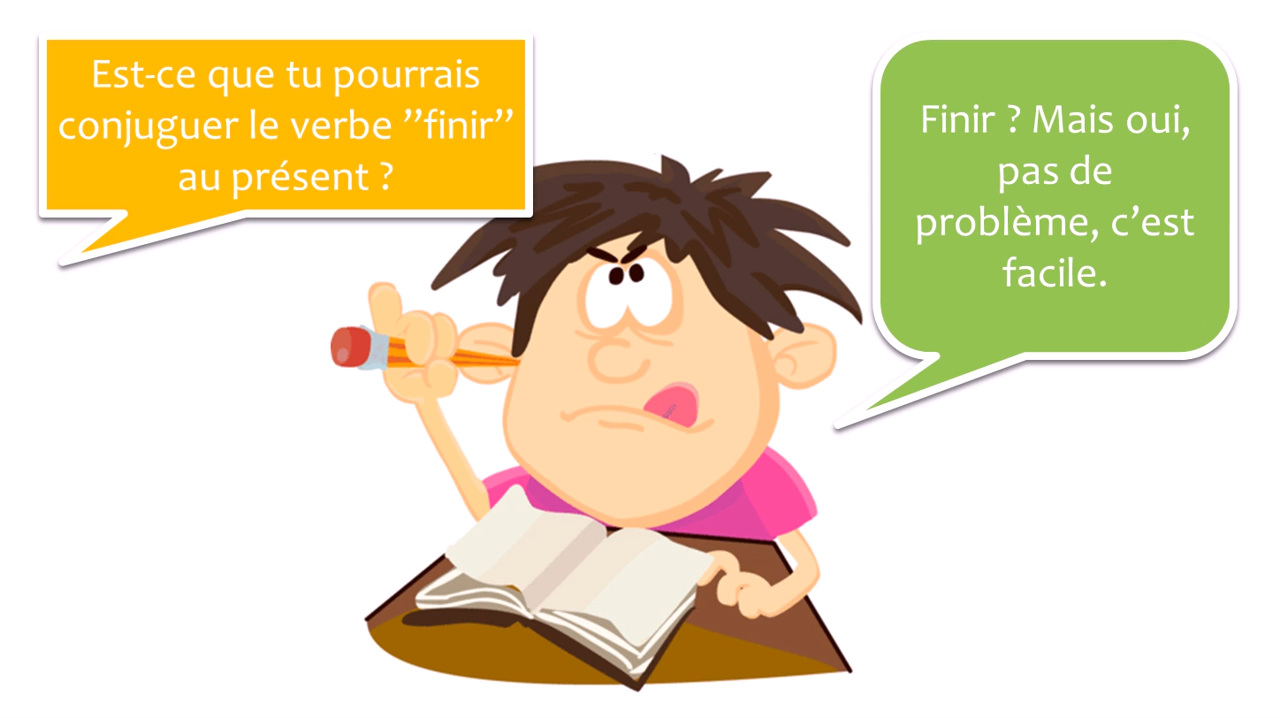 Est-ce que tu pourrais
conjuguer le verbe ”finir”
au présent ?
Finir ? Mais oui,
pas de
problème, c’est
facile.